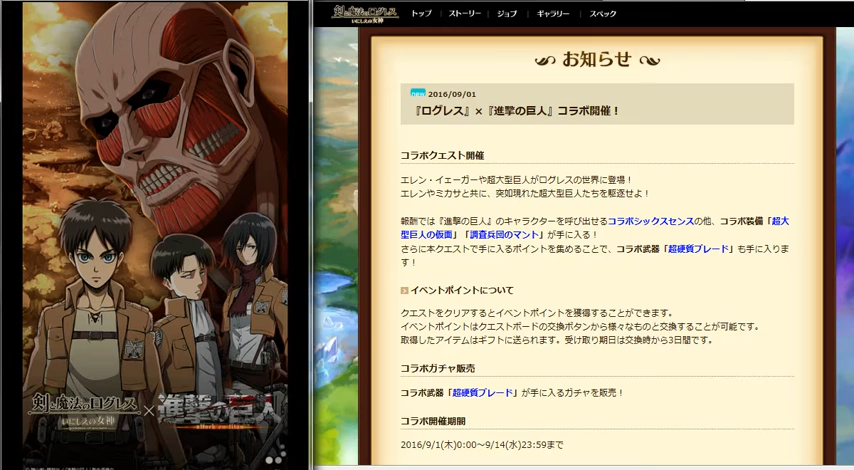 剣と魔法のログレス
いにしえの女神
×
進撃の巨人
attack on titan
剣と魔法のログレス
いにしえの女神
トップ
ストーリー
ジョブ
ギャラリー
スペック
お知らせ
new 2016/09/01
『ログレス』×『進撃の巨人』コラボ開催！
コラボクエスト開催
エレン・イェーガーや超大型巨人がログレスの世界に登場！
エレンやミカサと共に、突如現れた超大型巨人たちを駆逐せよ！
報酬では『進撃の巨人』のキャラクターを呼び出せるコラボシックスセンスの他、コラボ装備「超大
型巨人の仮面」「調査兵団のマント」が手に入る！
さらに本クエストで手に入るポイントを集めることで、コラボ武器「超硬質ブレード」も手に入りま
す！
イベントポイントについて
クエストをクリアするとイベントポイントを獲得することができます。
イベントポイントはクエストボードの交換ボタンから様々なものと交換することが可能です。
取得したアイテムはギフトに送られます。受け取り期日は交換時から3日間です。
コラボガチャ販売
コラボ武器「超硬質ブレード」が手に入るガチャを販売！
コラボ開催期間
2016/9/1(木)0:00～9/14(水)23:59まで